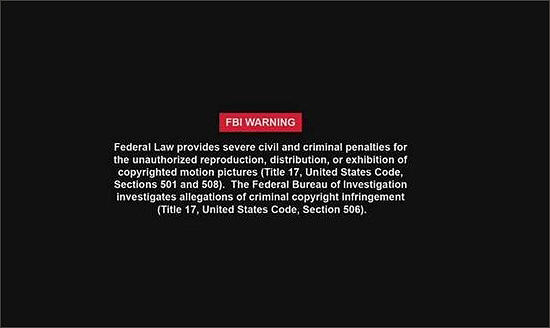 FBI WARNING
Federal Law provides severe civil and criminal penalties for
the unauthorized reproduction, distribution, or exhibition of
copyrighted motion pictures (Title 17, United States Code,
Sections 501 and 508).  The Federal Bureau of Investigation
investigates allegations of criminal copyright infringement
(Title 17, United States Code, Section 506).